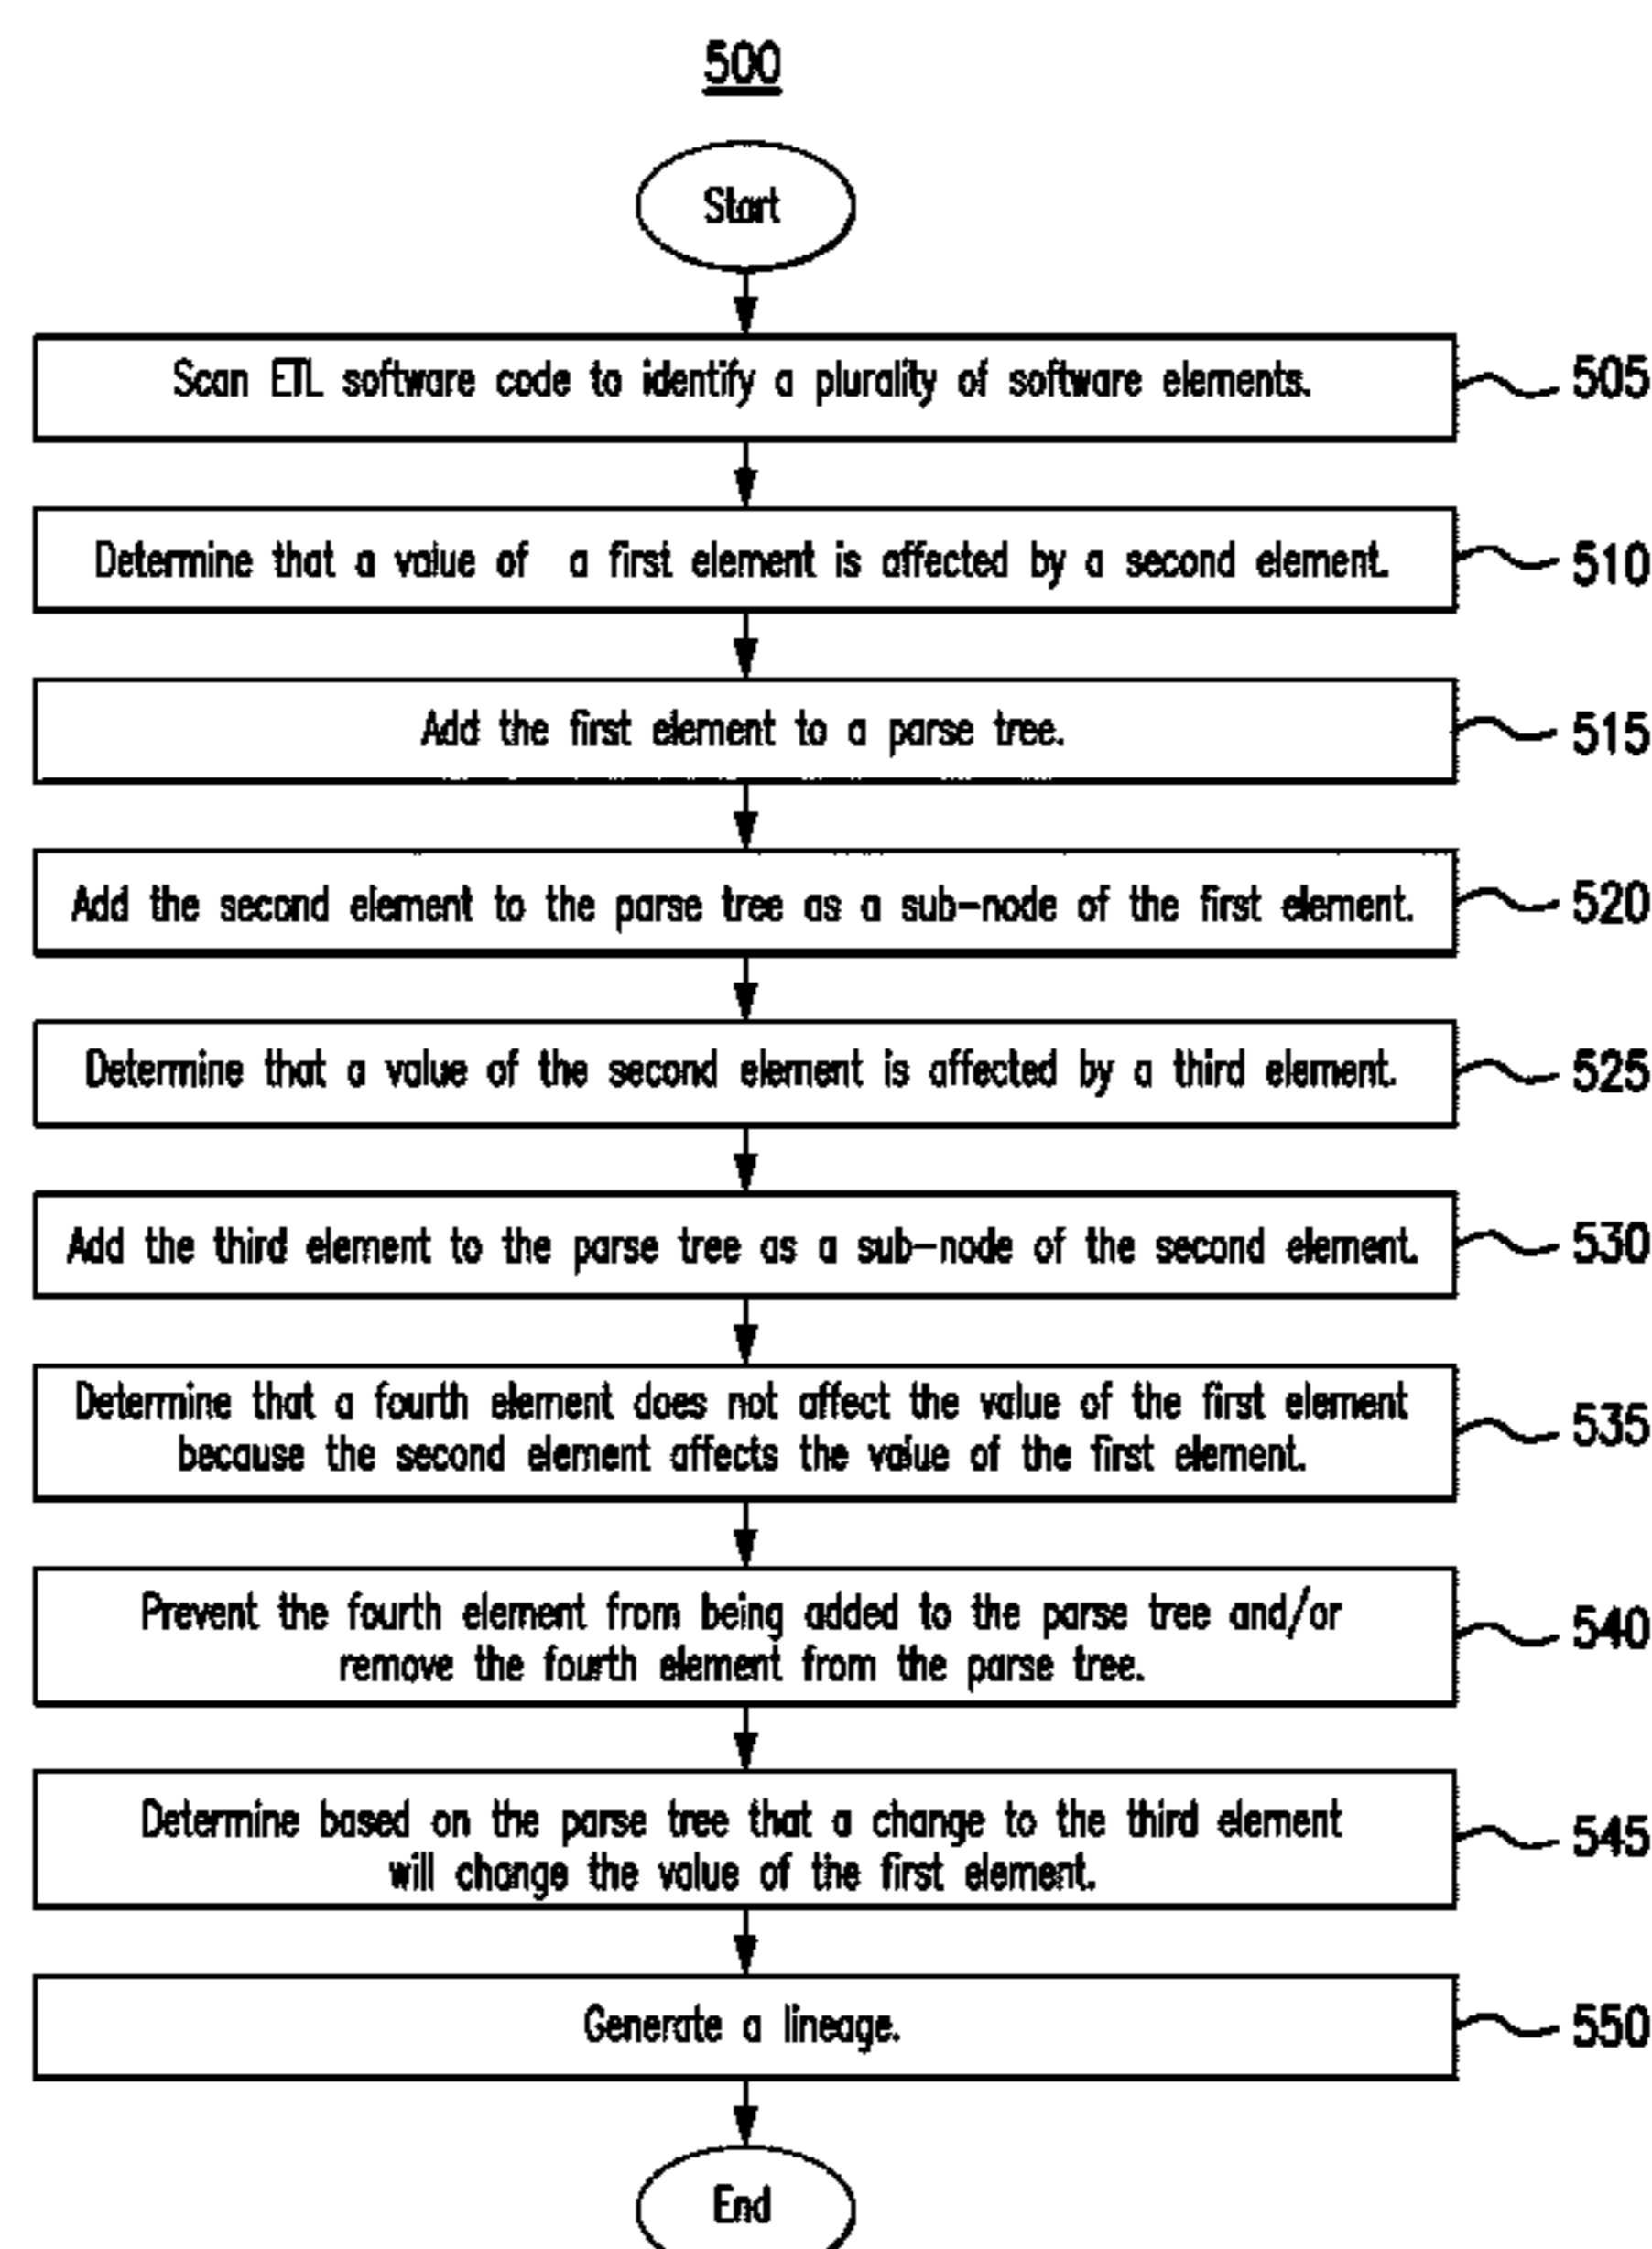 500
Start
Scan ETL software code to identify a plurality of software elements.
505
Determine that a value of a first element is affected by a second element.
510
Add the first element to a parse tree.
515
Add the second element to the parse tree as a sub-node of the first element.
520
Determine that a value of the second element is affected by a third element.
525
Add the third element to the parse tree as a sub-node of the second element.
530
Determine that a fourth element does not affect the value of the first element
because the second element affects the value of the first element.
535
Prevent the fourth element from being added to the parse tree and/or
remove the fourth element from the parse tree.
540
Determine based on the parse tree that a change to the third element
will change the value of the first element.
545
Generate a lineage.
550
End